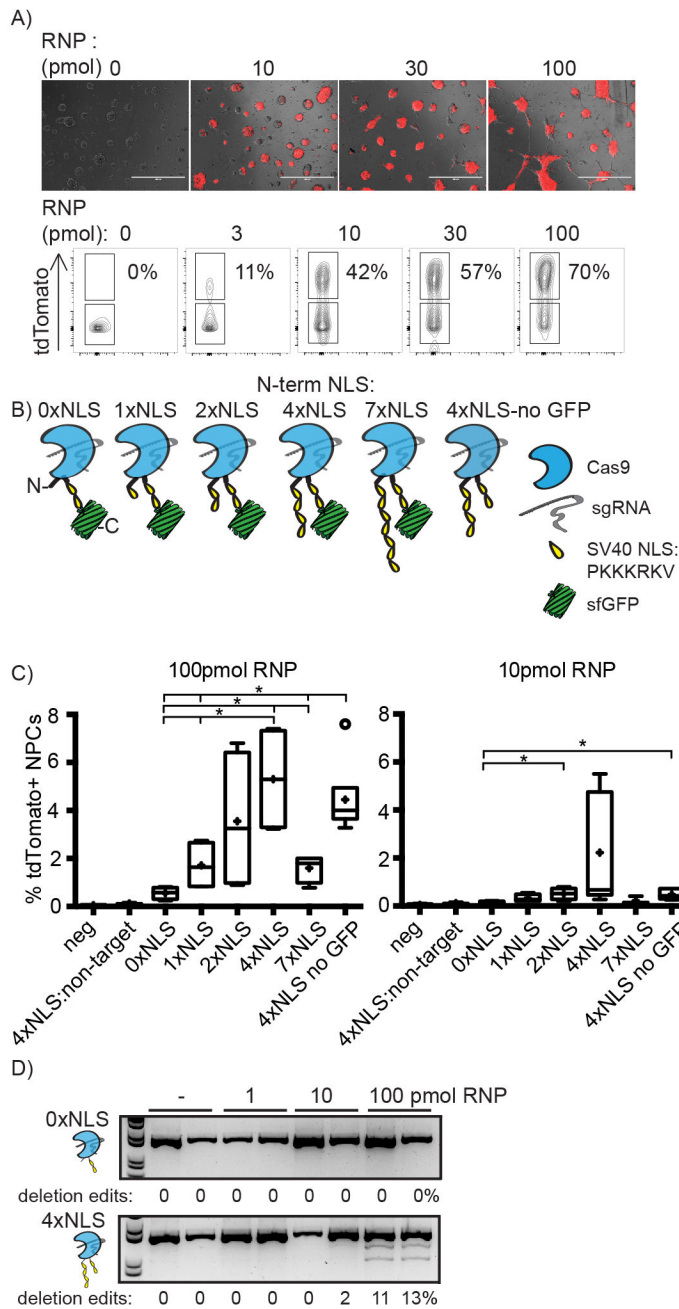 A)
RNP :
(pmol) 0 10 30 100
RNP
(pmol): 0 3 10 30 100
tdTomato
0% 11% 42% 57% 70%
N-term NLS:
B) 0xNLS 1xNLS 2xNLS 4xNLS 7xNLS 4xNLS-no GFP
N-
-C
Cas9
sgRNA
SV40 NLS:
PKKKRKV
sfGFP
C)
100pmol RNP 10pmol RNP
* * * * *
% tdTomato+ NPCs
8 8
6 6
4 4
2 2
0 0
neg 4xNLS:non-target 0xNLS 1xNLS 2xNLS 4xNLS 7xNLS 4xNLS no GFP
neg 4xNLS:non-target 0xNLS 1xNLS 2xNLS 4xNLS 7xNLS 4xNLS no GFP
D)
- 1 10 100 pmol RNP
0xNLS
deletion edits: 0 0 0 0 0 0 0 0%
4xNLS
deletion edits: 0 0 0 0 0 2 11 13%